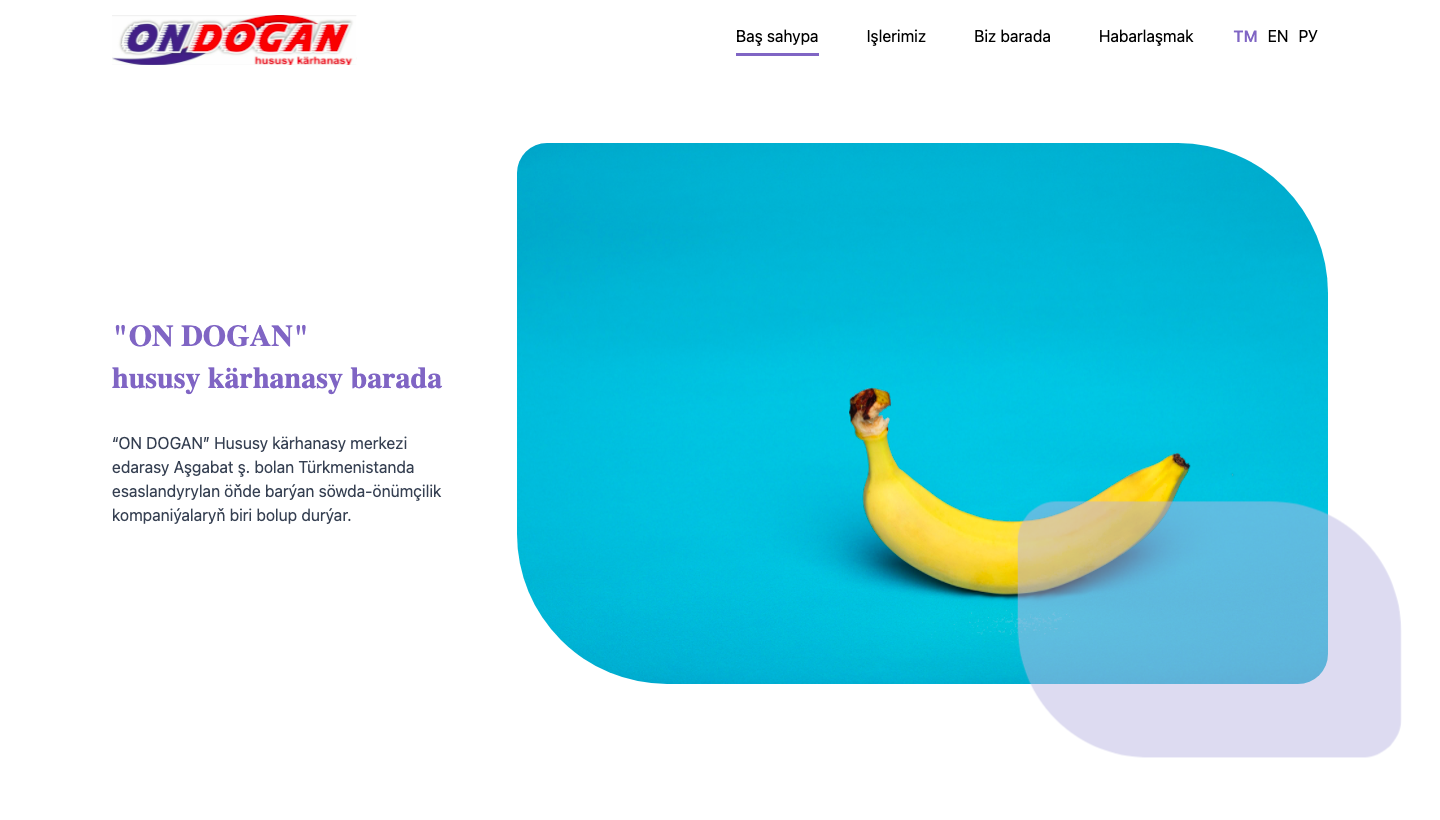 ONDOGAN
hususy kärhanasy
Baş sahypa Işlerimiz Biz barada Habarlaşmak TM EN РУ
"ON DOGAN"
hususy kärhanasy barada
“ON DOGAN” Hususy kärhanasy merkezi
edarasy Aşgabat ş. bolan Türkmenistanda
esaslandyrylan öňde barýan söwda-önümçilik
kompaniýalaryň biri bolup durýar.